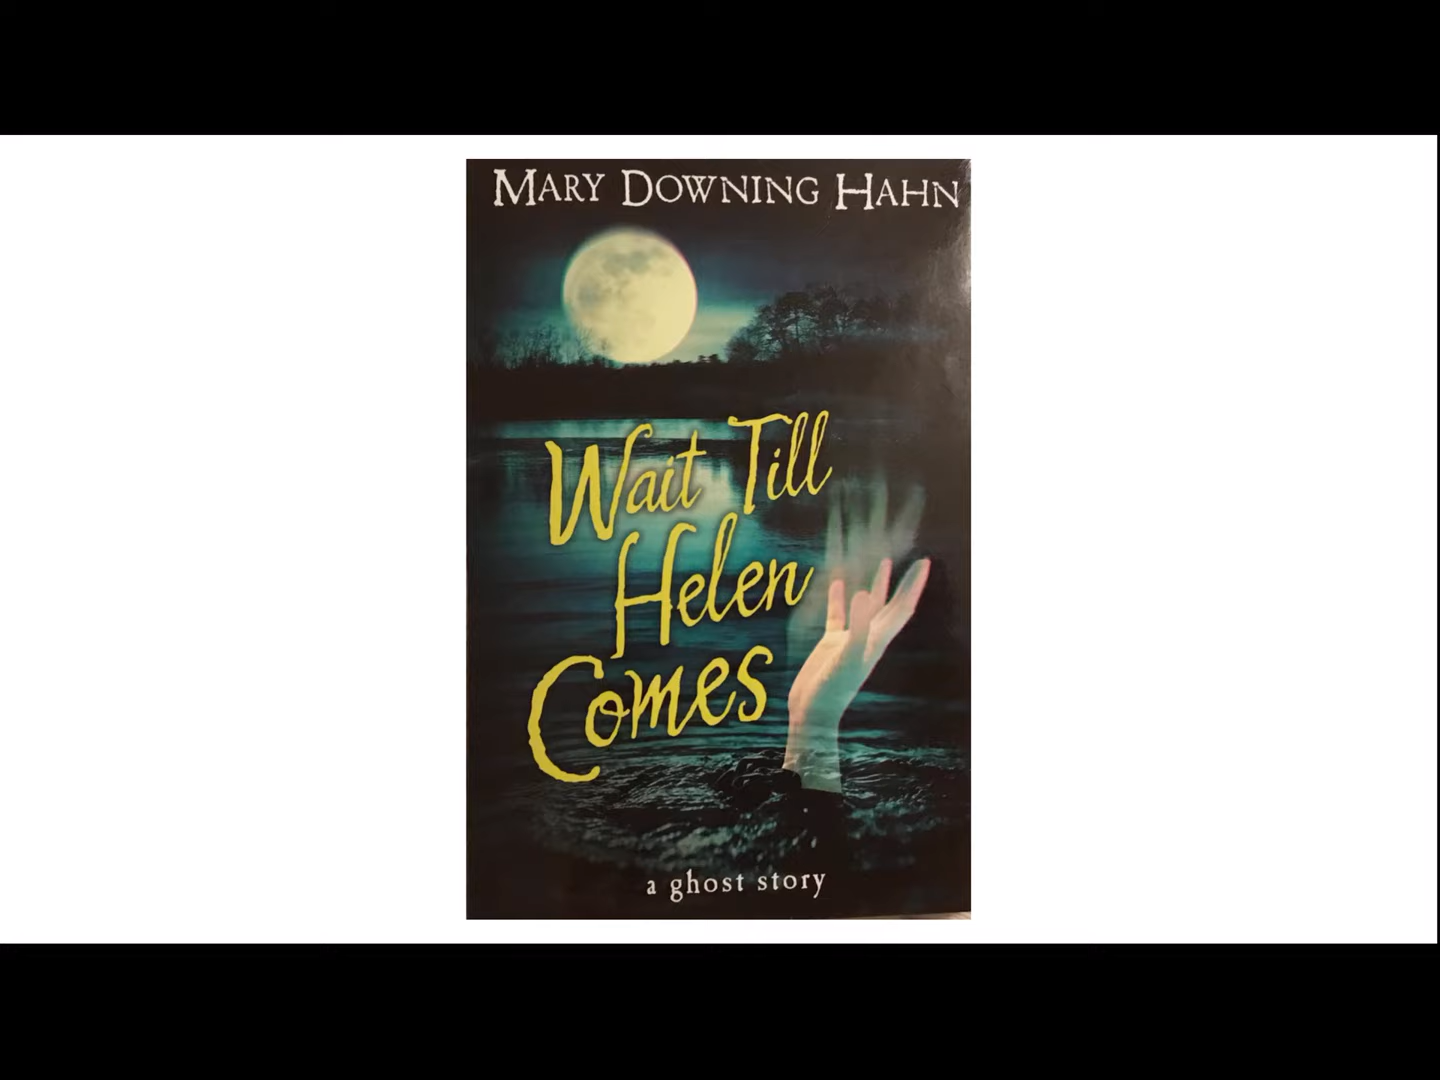 MARY DOWNING HAHN
Wait Till
Helen
Comes
a ghost story